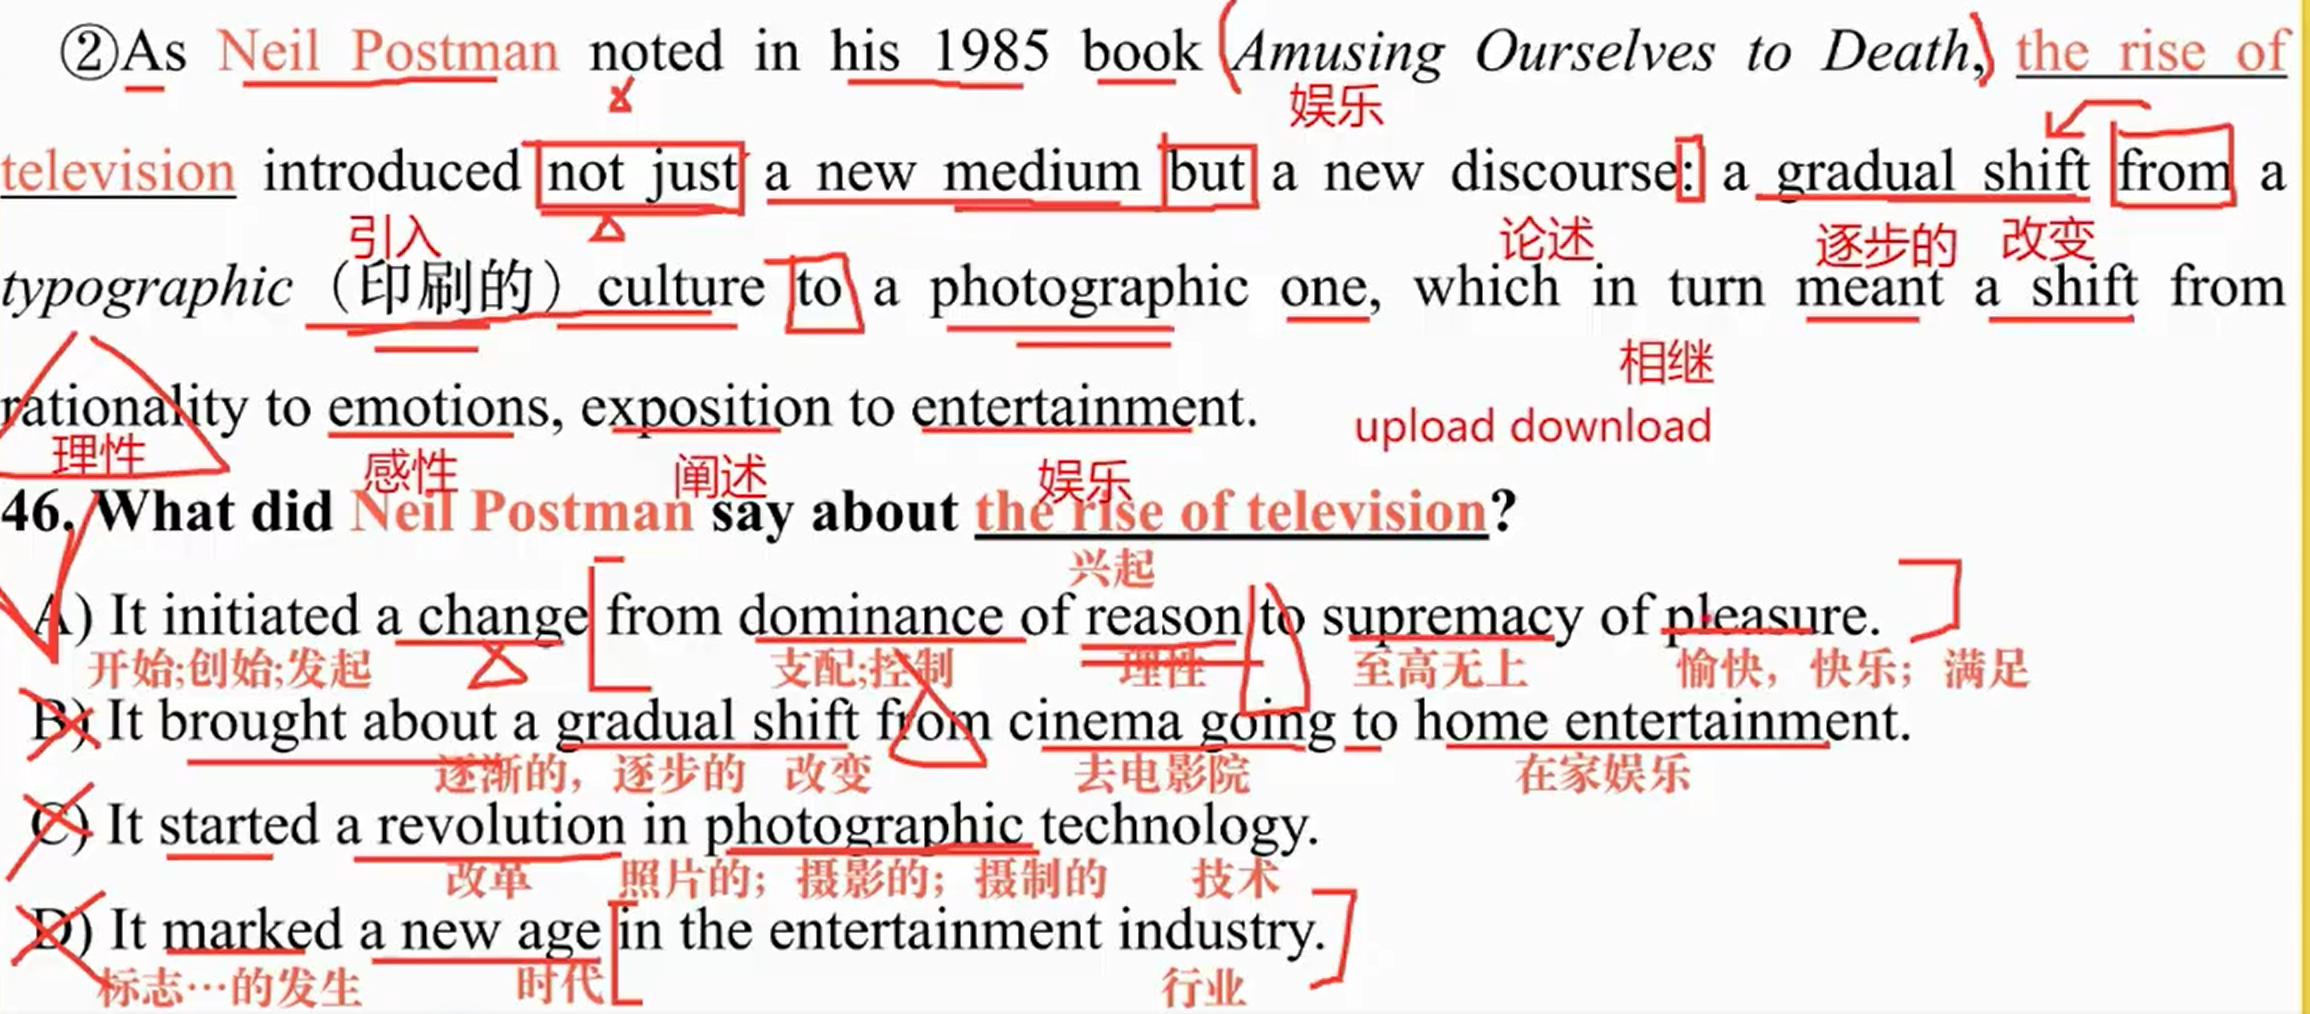 ②As Neil Postman noted in his 1985 book Amusing Ourselves to Death, the rise of
娱乐
television introduced not just a new medium but a new discourse: a gradual shift from a
引入 论述 逐步的 改变
typographic（印刷的）culture to a photographic one, which in turn meant a shift from
相继
rationality to emotions, exposition to entertainment.
upload download
理性 感性 阐述 娱乐
46. What did Neil Postman say about the rise of television?
兴起
A) It initiated a change from dominance of reason to supremacy of pleasure.
开始;创始;发起 支配;控制 理性 至高无上 愉快，快乐；满足
B) It brought about a gradual shift from cinema going to home entertainment.
逐渐的，逐步的 改变 去电影院 在家娱乐
C) It started a revolution in photographic technology.
改革 照片的；摄影的；摄制的 技术
D) It marked a new age in the entertainment industry.
标志…的发生 时代 行业